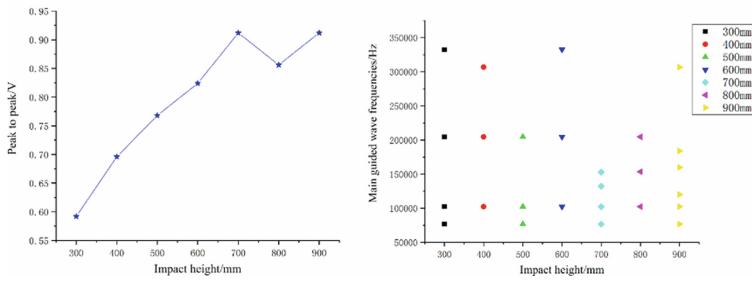 0.95
0.90
0.85
0.80
0.75
0.70
0.65
0.60
0.55
Peak to peak/V
300 400 500 600 700 800 900
Impact height/mm
350000
300000
250000
200000
150000
100000
50000
Main guided wave frequencies/Hz
300 400 500 600 700 800 900
Impact height/mm
300mm
400mm
500mm
600mm
700mm
800mm
900mm